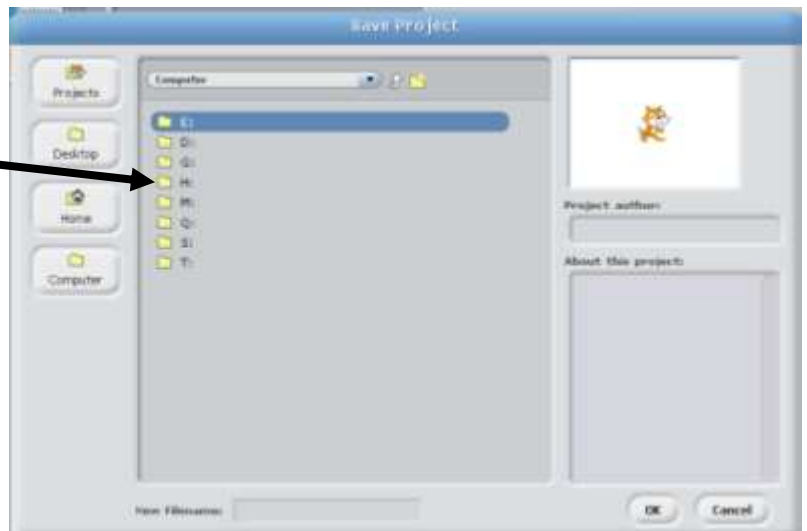 Save Project
Projects
Desktop
Home
Computer
Computer
D:
G:
H:
M:
Q:
S:
T:
Project author:
About this project:
New Filename:
OK
Cancel